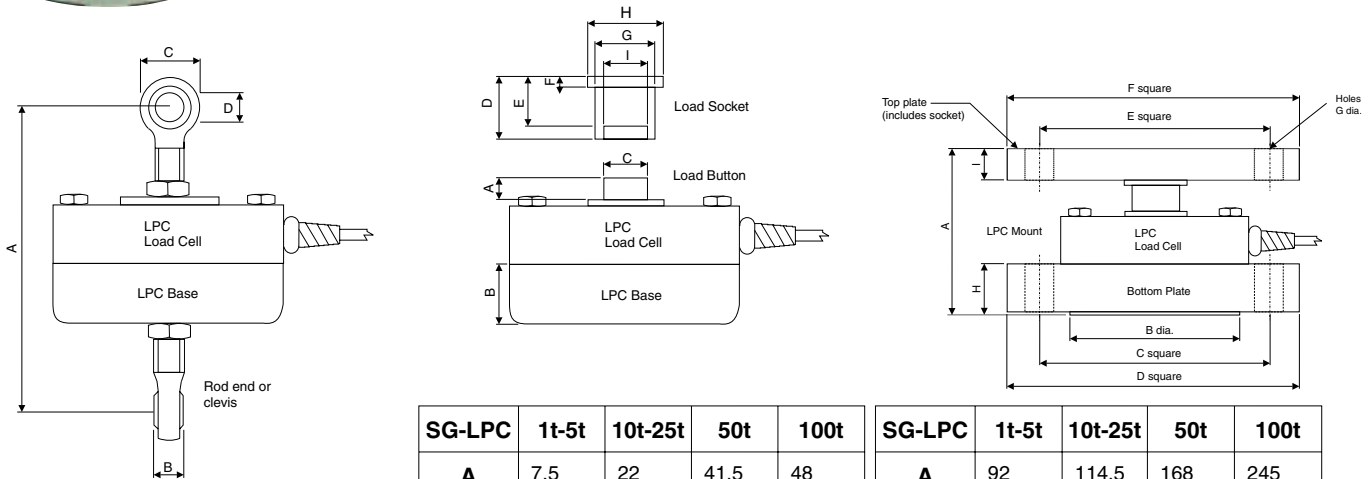 C
D
A
LPC
Load Cell
LPC Base
Rod end or
clevis
B
H
G
I
F
D
E
Load Socket
C
A
Load Button
LPC
Load Cell
B
LPC Base
F square
Top plate
(includes socket)
Holes
G dia.
E square
I
A
LPC Mount
LPC
Load Cell
H
Bottom Plate
B dia.
C square
D square
SG-LPC 1t-5t 10t-25t 50t 100t
A 7.5 22 41.5 48
SG-LPC 1t-5t 10t-25t 50t 100t
A 92 114.5 168 245